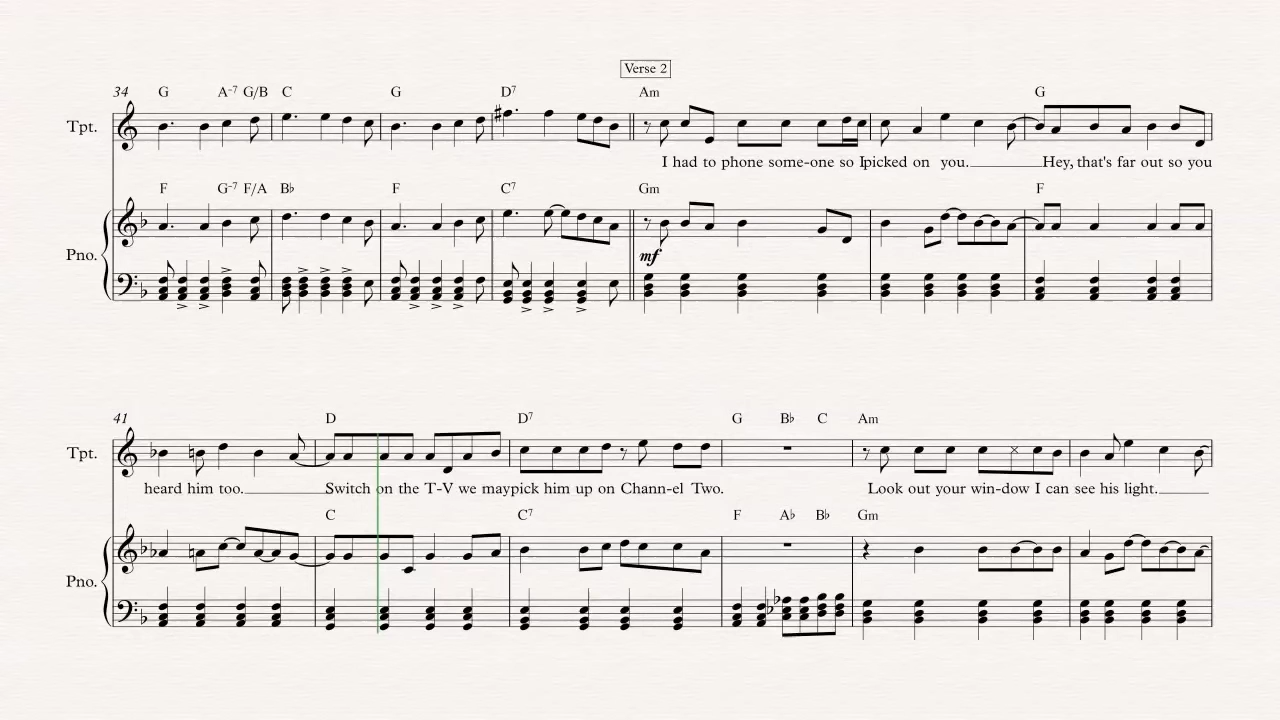 Verse 2
34 G A-7 G/B C G D7 Am G
Tpt.
I had to phone some-one so I picked on you. Hey, that's far out so you
F G-7 F/A B♭ F C7 Gm F
Pno.
mf
41 D D7 G B♭ C Am
Tpt.
heard him too. Switch on the T-V we may pick him up on Chann-el Two. Look out your win-dow I can see his light.
C C7 F A♭ B♭ Gm
Pno.